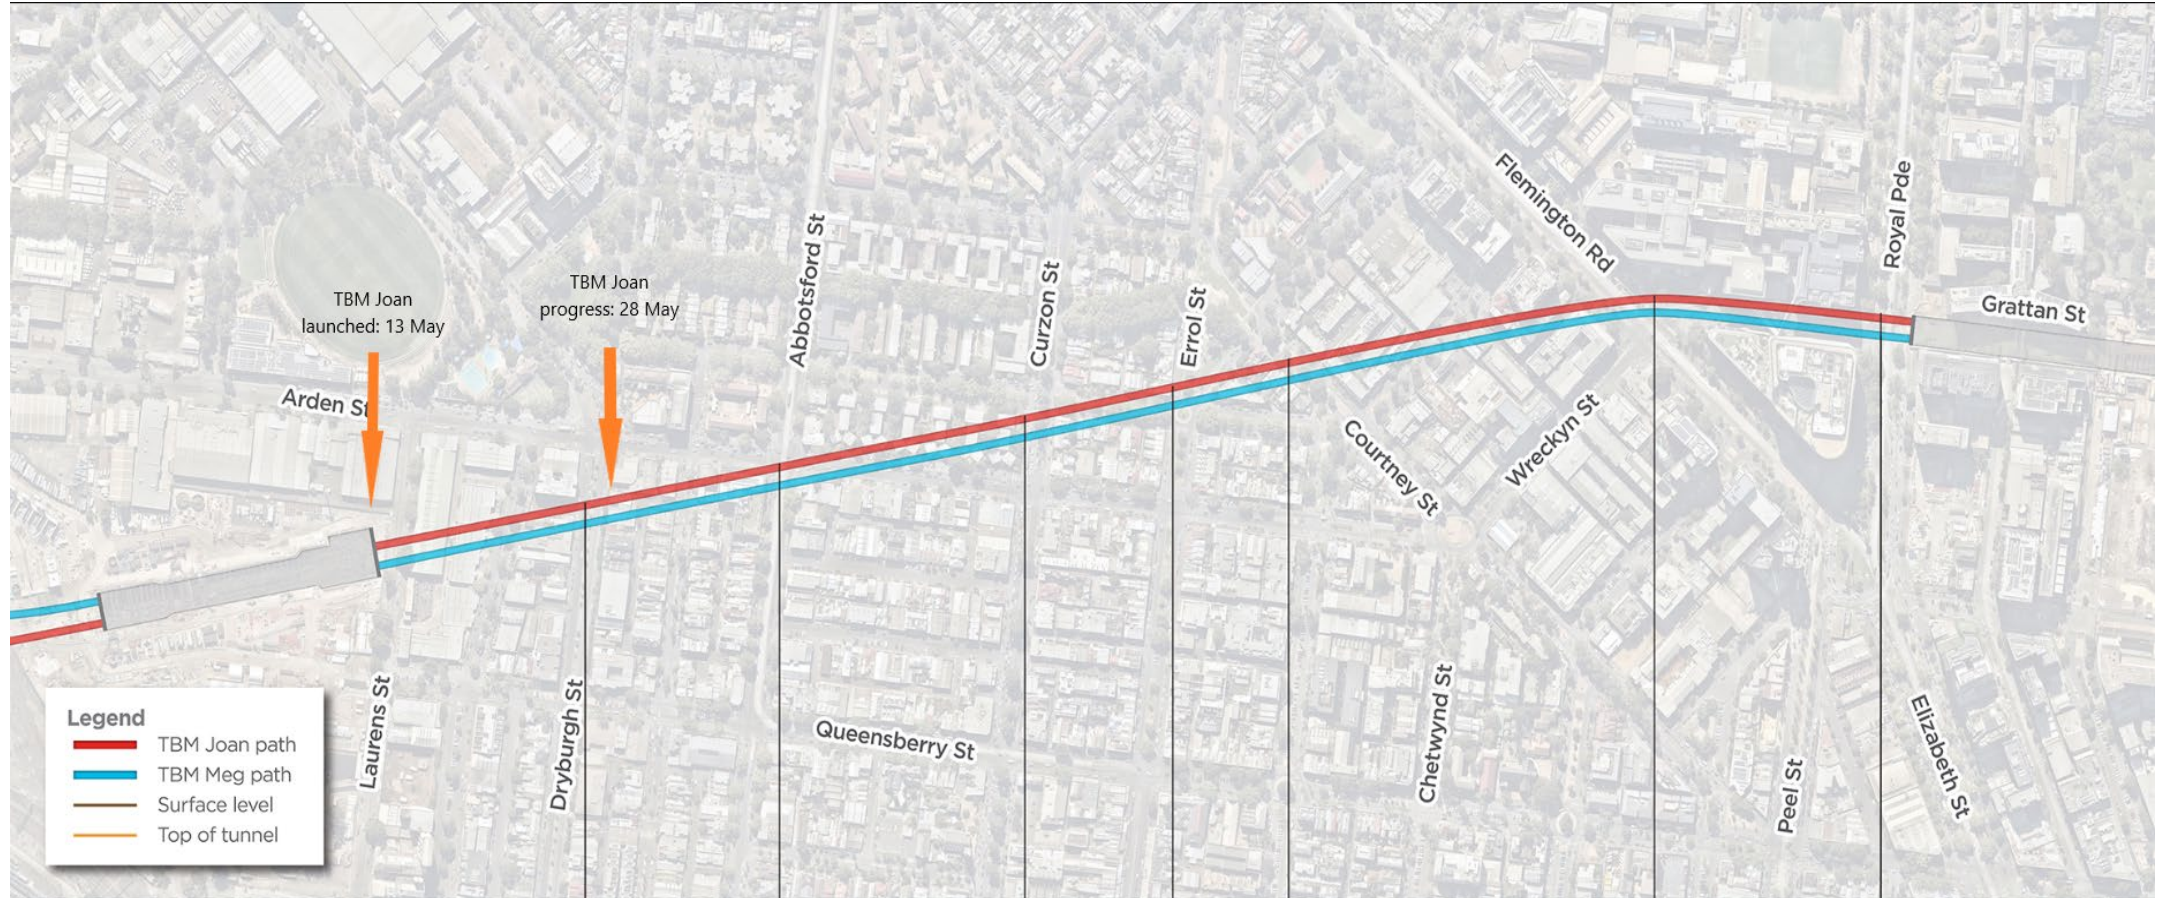 TBM Joan
launched: 13 May
TBM Joan
progress: 28 May
Arden St
Abbotsford St
Curzon St
Errol St
Flemington Rd
Royal Pde
Grattan St
Courtney St
Wreckyn St
Laurens St
Dryburgh St
Queensberry St
Chetwynd St
Peel St
Elizabeth St
Legend
TBM Joan path
TBM Meg path
Surface level
Top of tunnel